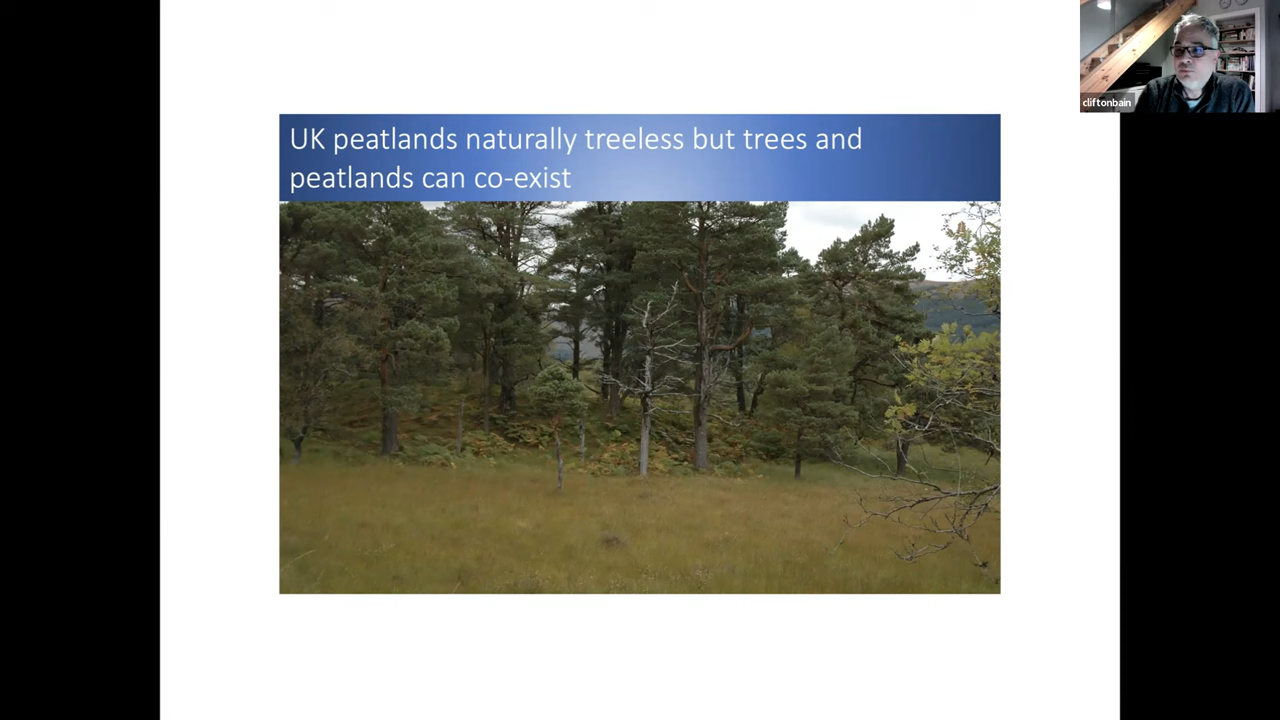 UK peatlands naturally treeless but trees and
peatlands can co-exist
cliftonbain